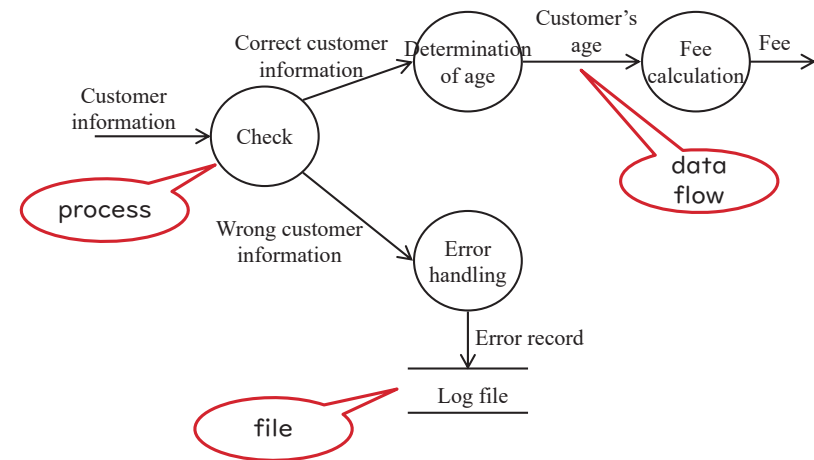 Customer
information
Check
process
Correct customer
information
Determination
of age
Customer's
age
Fee
calculation
Fee
data
flow
Wrong customer
information
Error
handling
Error record
Log file
file